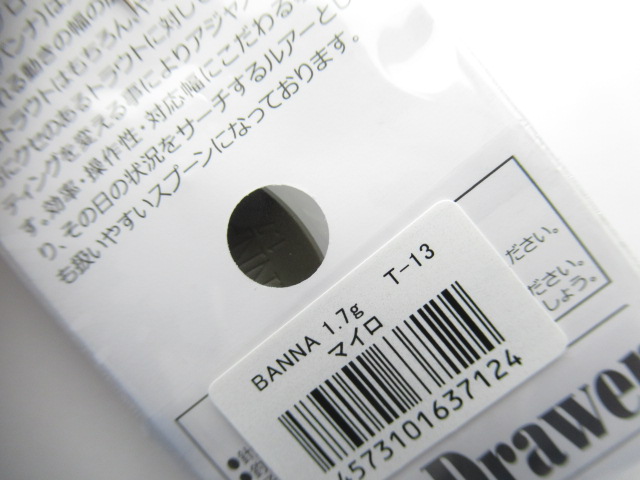 れる動きの幅の
トラウトはもちろん、
クセのあるトラウトに対し
ティングを変える事によりアジャ
す。効率・操作性・対応幅にこだわる
り、その日の状況をサーチするルアーとし
も扱いやすいスプーンになっております。
ださい。
ださい。
しょう。
BANNA 1.7g T-13
マイロ
4573101637124
Drawer